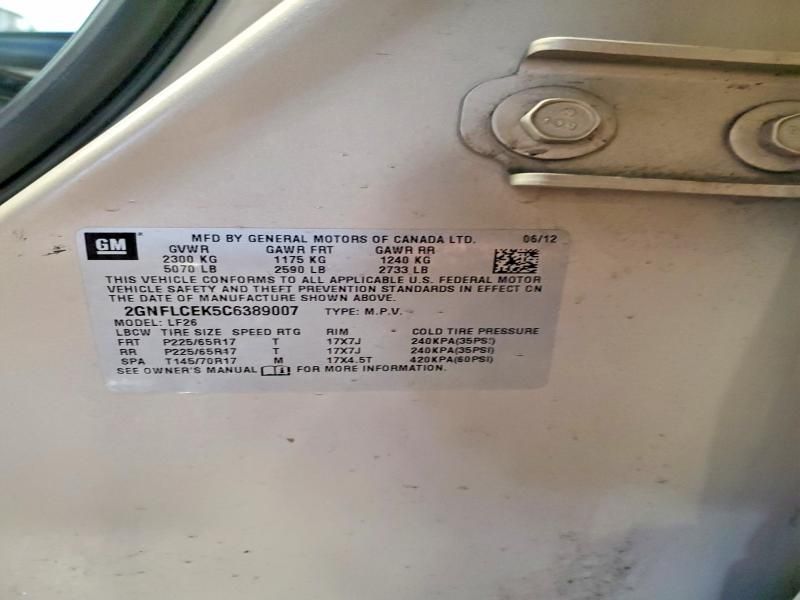 GM MFD BY GENERAL MOTORS OF CANADA LTD. 06/12
GVWR GAWR FRT GAWR RR
2300 KG 1175 KG 1240 KG
5070 LB 2590 LB 2733 LB
THIS VEHICLE CONFORMS TO ALL APPLICABLE U.S. FEDERAL MOTOR
VEHICLE SAFETY AND THEFT PREVENTION STANDARDS IN EFFECT ON
THE DATE OF MANUFACTURE SHOWN ABOVE.
2GNFLCEK5C6389007 TYPE: M.P.V.
MODEL: LF26
LBCW TIRE SIZE SPEED RTG RIM COLD TIRE PRESSURE
FRT P225/65R17 T 17X7J 240KPA(35PSI)
RR P225/65R17 T 17X7J 240KPA(35PSI)
SPA T145/70R17 M 17X4.5T 420KPA(60PSI)
SEE OWNER'S MANUAL FOR MORE INFORMATION.